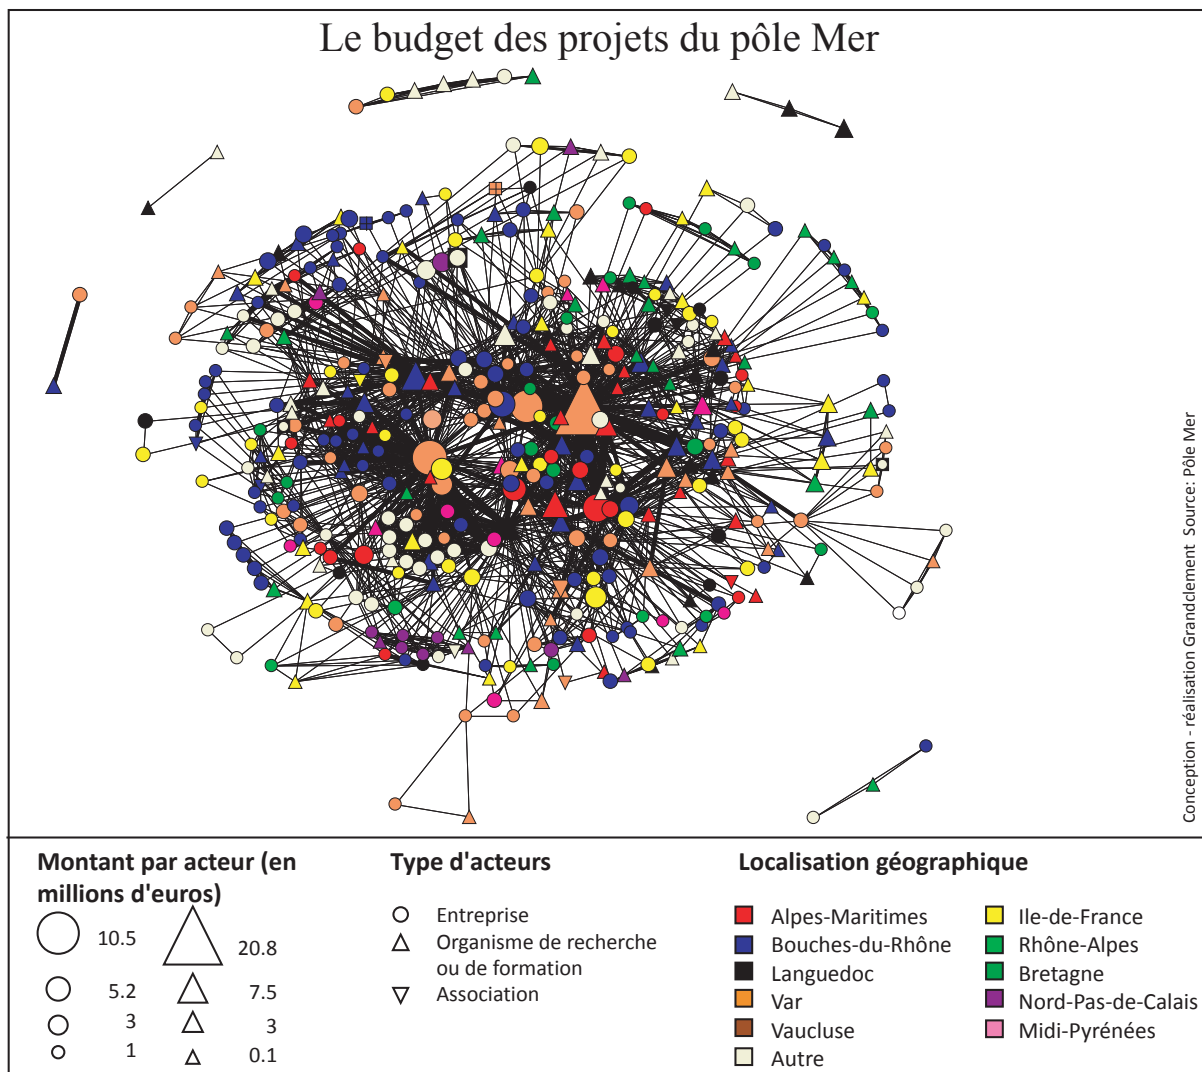 Le budget des projets du pôle Mer
Conception - réalisation Grandclement Source: Pôle Mer
Montant par acteur (en
millions d'euros)
10.5
20.8
5.2
7.5
3
3
1
0.1
Type d'acteurs
Entreprise
Organisme de recherche
ou de formation
Association
Localisation géographique
Alpes-Maritimes
Bouches-du-Rhône
Languedoc
Var
Vaucluse
Autre
Ile-de-France
Rhône-Alpes
Bretagne
Nord-Pas-de-Calais
Midi-Pyrénées